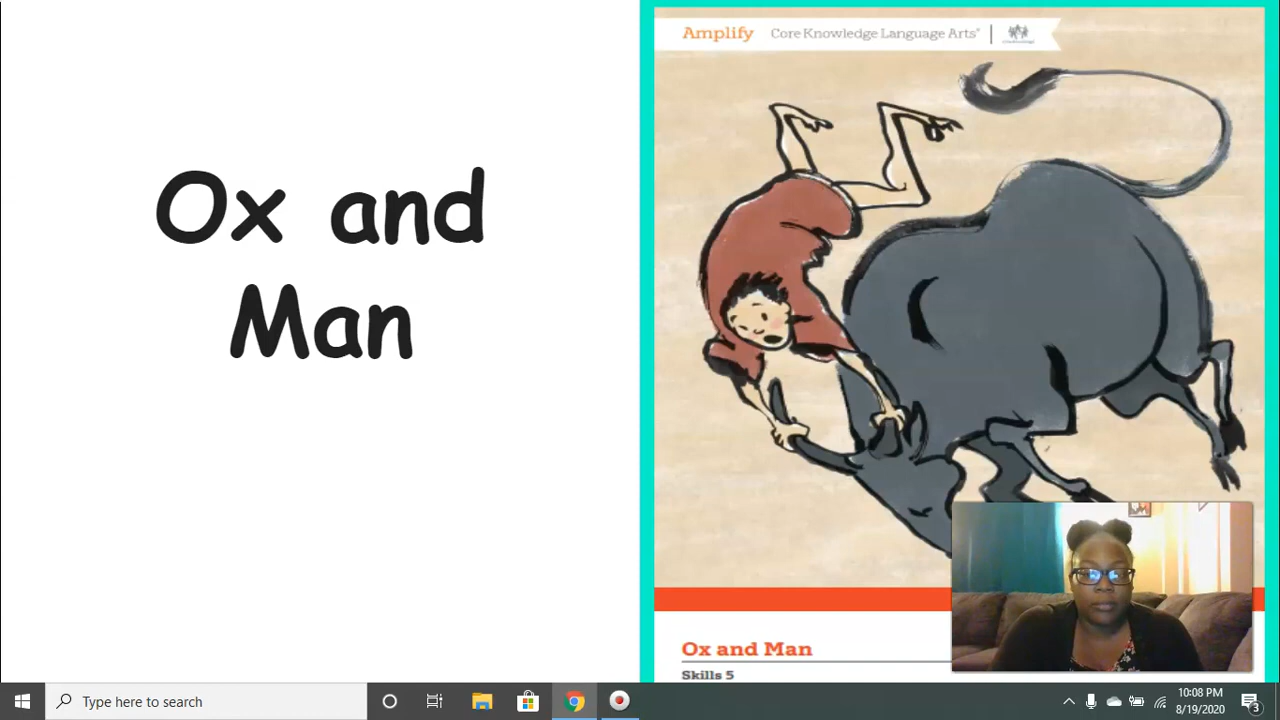 Ox and
Man
Amplify Core Knowledge Language Arts®
Ox and Man
Skills 5
Type here to search
10:08 PM
8/19/2020
3